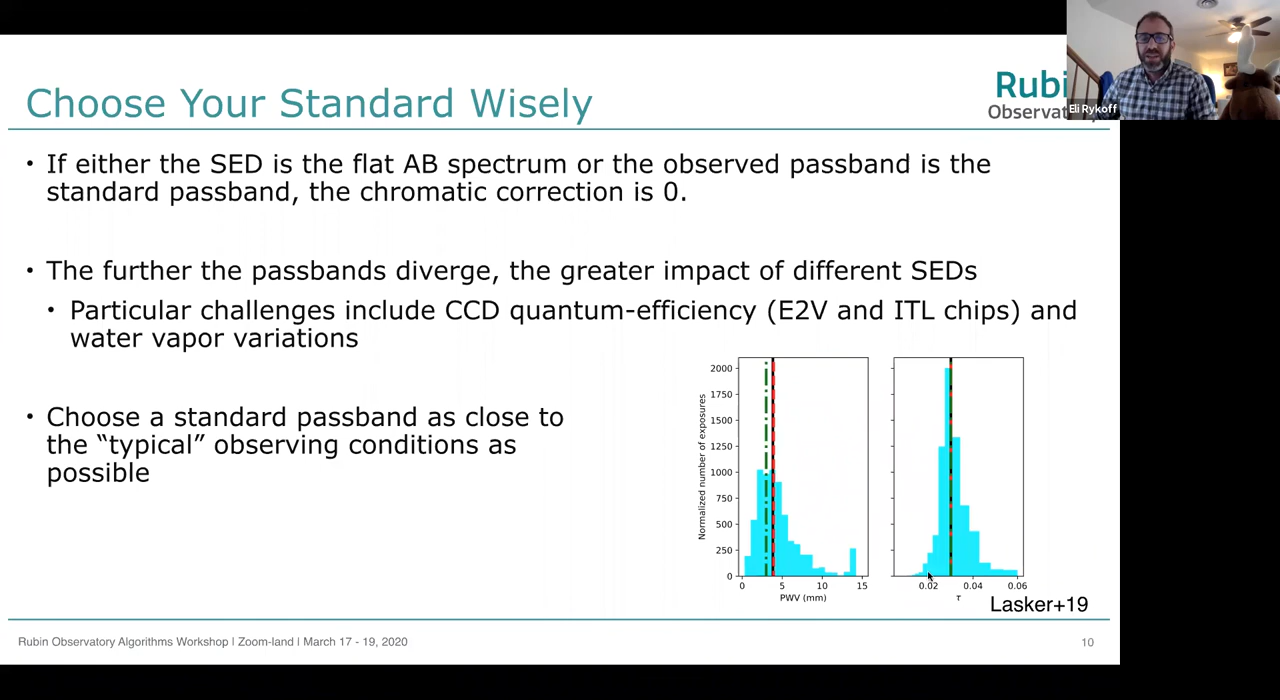 Choose Your Standard Wisely
Rubi
Observat
Eli Rykoff
• If either the SED is the flat AB spectrum or the observed passband is the
standard passband, the chromatic correction is 0.
• The further the passbands diverge, the greater impact of different SEDs
• Particular challenges include CCD quantum-efficiency (E2V and ITL chips) and
water vapor variations
• Choose a standard passband as close to
the “typical” observing conditions as
possible
Normalized number of exposures
2000
1750
1500
1250
1000
750
500
250
0
0 5 10 15
PWV (mm)
0.02 0.04 0.06
τ
Lasker+19
Rubin Observatory Algorithms Workshop | Zoom-land | March 17 - 19, 2020
10